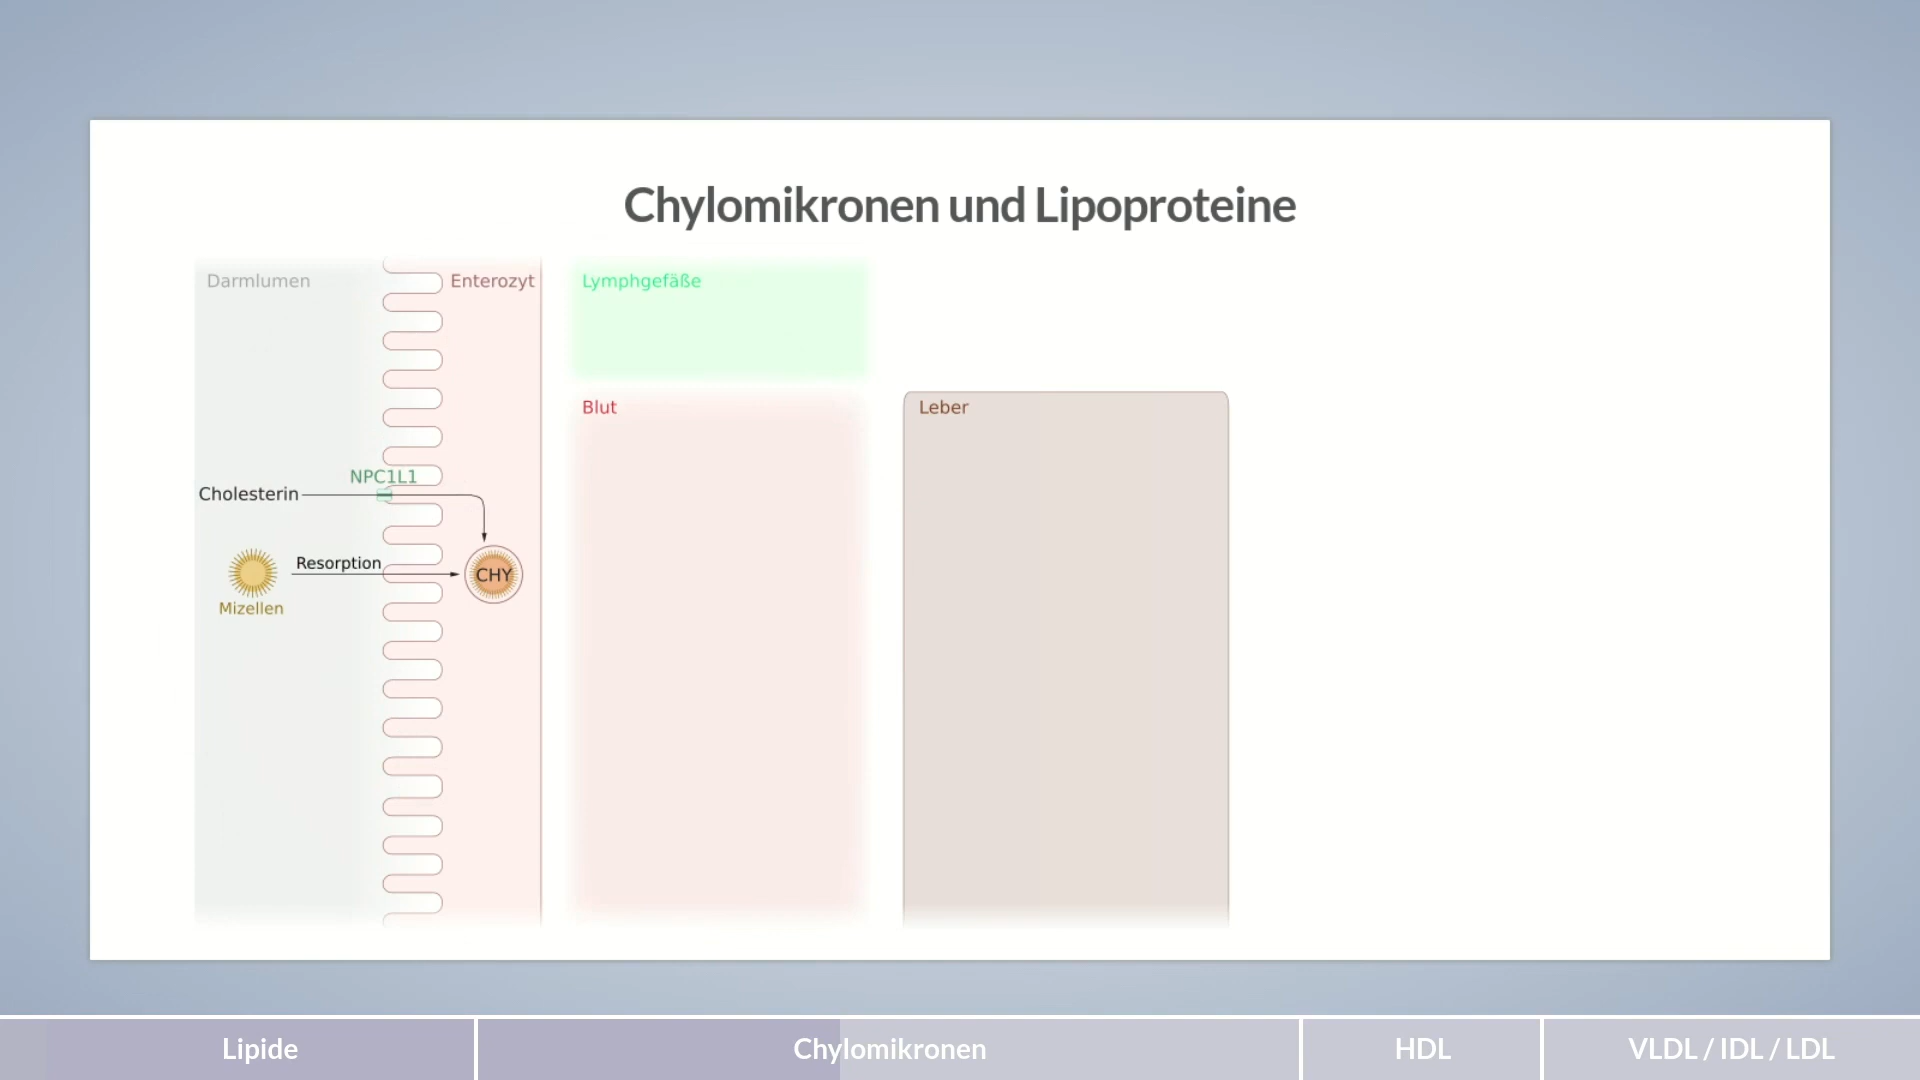 Chylomikronen und Lipoproteine
Darmlumen
Enterozyt
Lymphgefäße
Blut
Leber
NPC1L1
Cholesterin
Resorption
CHY
Mizellen
Lipide
Chylomikronen
HDL
VLDL / IDL / LDL